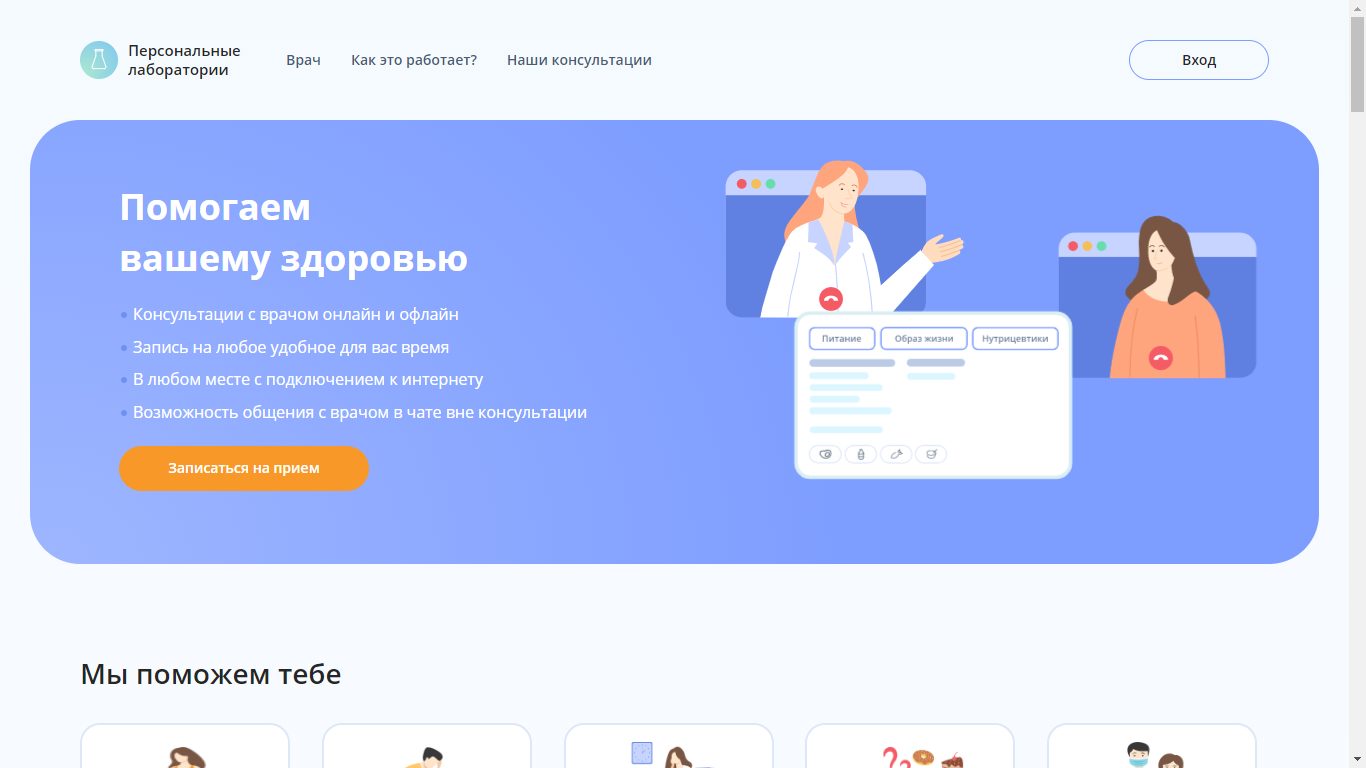 Персональные
лаборатории
Врач
Как это работает?
Наши консультации
Вход
Помогаем
вашему здоровью
Консультации с врачом онлайн и офлайн
Запись на любое удобное для вас время
В любом месте с подключением к интернету
Возможность общения с врачом в чате вне консультации
Записаться на прием
Питание
Образ жизни
Нутрицевтики
Мы поможем тебе